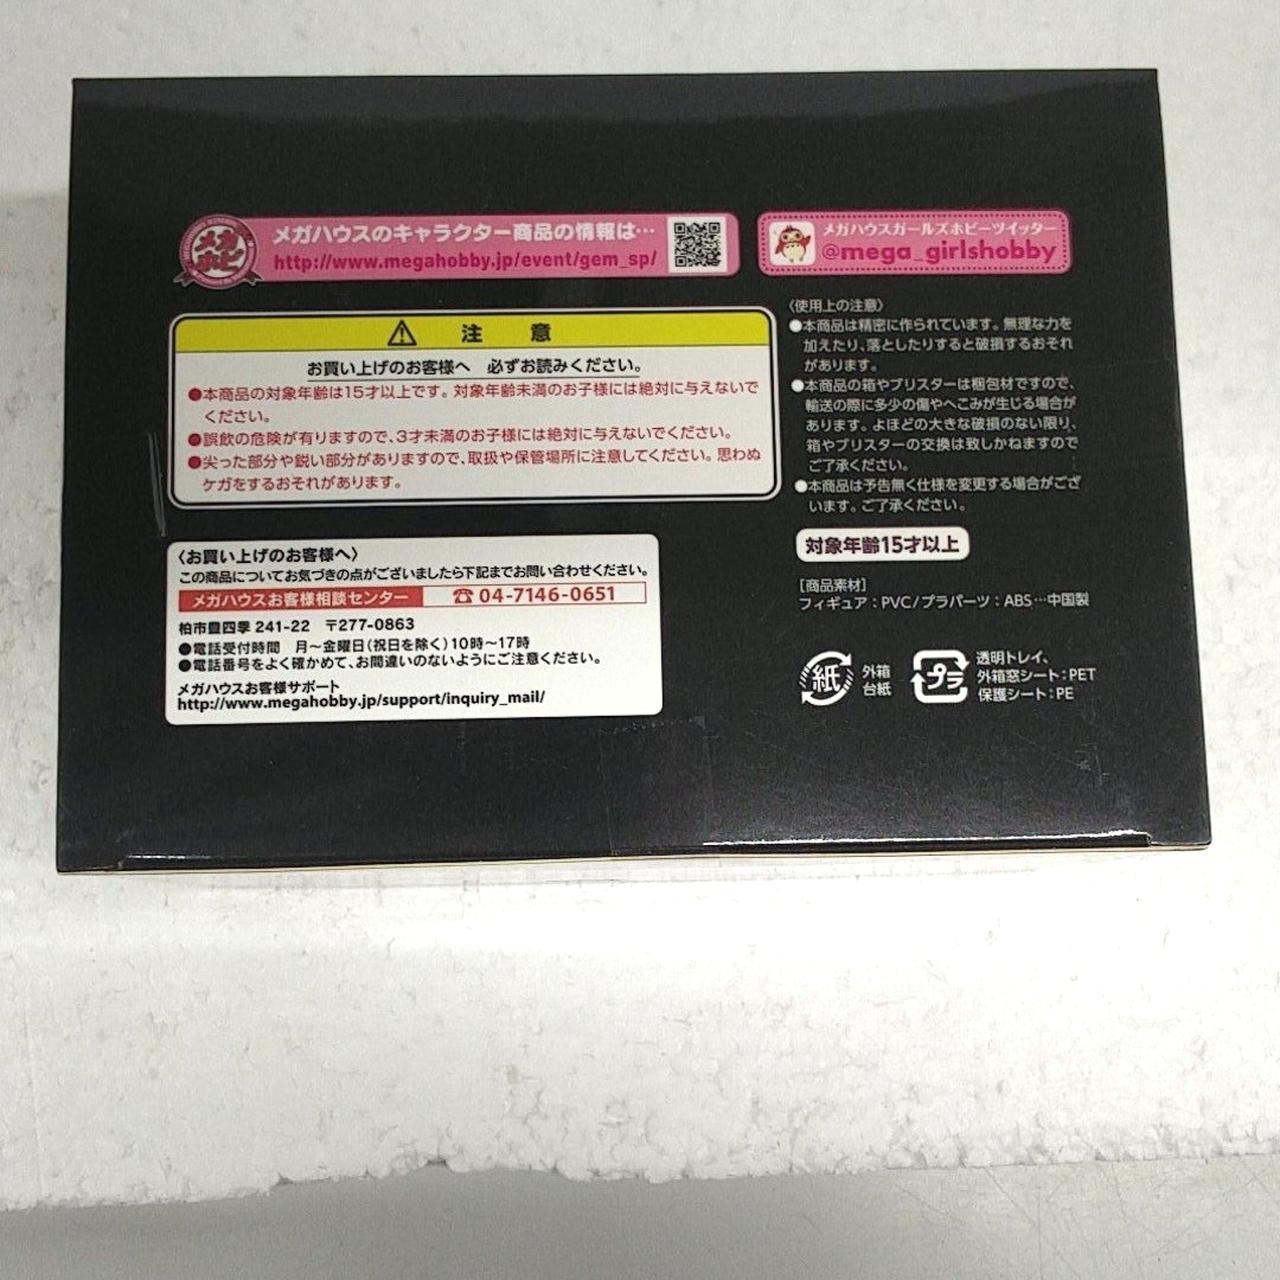 メガホビ
メガハウスのキャラクター商品の情報は…
http://www.megahobby.jp/event/gem_sp/
メガハウスガールズホビーツイッター
@mega_girlshobby
注 意
お買い上げのお客様へ 必ずお読みください。
●本商品の対象年齢は15才以上です。対象年齢未満のお子様には絶対に与えないで
ください。
●誤飲の危険が有りますので、3才未満のお子様には絶対に与えないでください。
●尖った部分や鋭い部分がありますので、取扱や保管場所に注意してください。思わぬ
ケガをするおそれがあります。
〈お買い上げのお客様へ〉
この商品についてお気づきの点がございましたら下記までお問い合わせください。
メガハウスお客様相談センター ☎04-7146-0651
柏市豊四季 241-22 〒277-0863
●電話受付時間 月〜金曜日(祝日を除く)10時〜17時
●電話番号をよく確かめて、お間違いのないようにご注意ください。
メガハウスお客様サポート
http://www.megahobby.jp/support/inquiry_mail/
〈使用上の注意〉
●本商品は精密に作られています。無理な力を
加えたり、落としたりすると破損するおそれ
があります。
●本商品の箱やブリスターは梱包材ですので、
輸送の際に多少の傷やへこみが生じる場合が
あります。よほどの大きな破損のない限り、
箱やブリスターの交換は致しかねますので
ご了承ください。
●本商品は予告無く仕様を変更する場合がござ
います。ご了承ください。
対象年齢15才以上
[商品素材]
フィギュア：PVC/プラパーツ：ABS…中国製
紙
外箱
台紙
プラ
透明トレイ、
外箱窓シート：PET
保護シート：PE